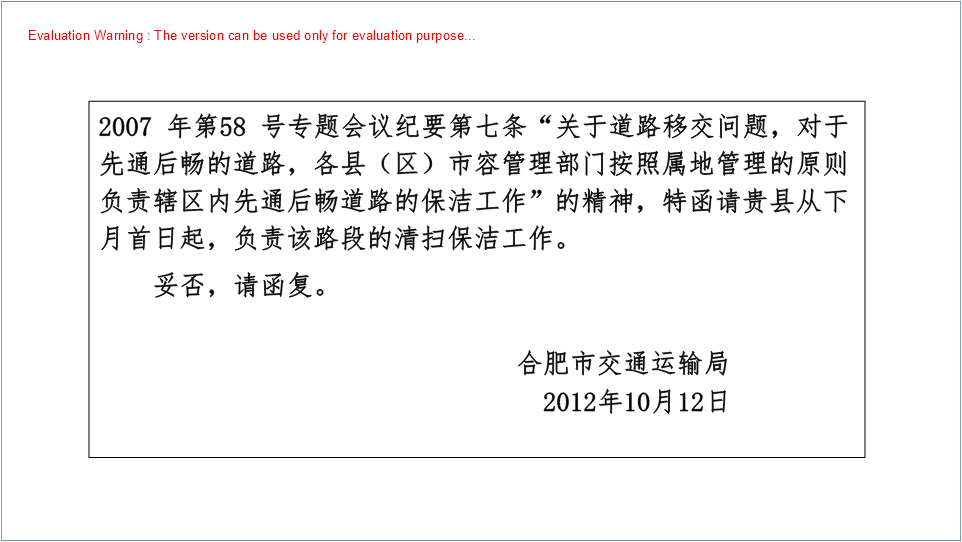 Evaluation Warning : The version can be used only for evaluation purpose...
2007 年第58 号专题会议纪要第七条“关于道路移交问题，对于
先通后畅的道路，各县（区）市容管理部门按照属地管理的原则
负责辖区内先通后畅道路的保洁工作”的精神，特函请贵县从下
月首日起，负责该路段的清扫保洁工作。
妥否，请函复。
合肥市交通运输局
2012年10月12日